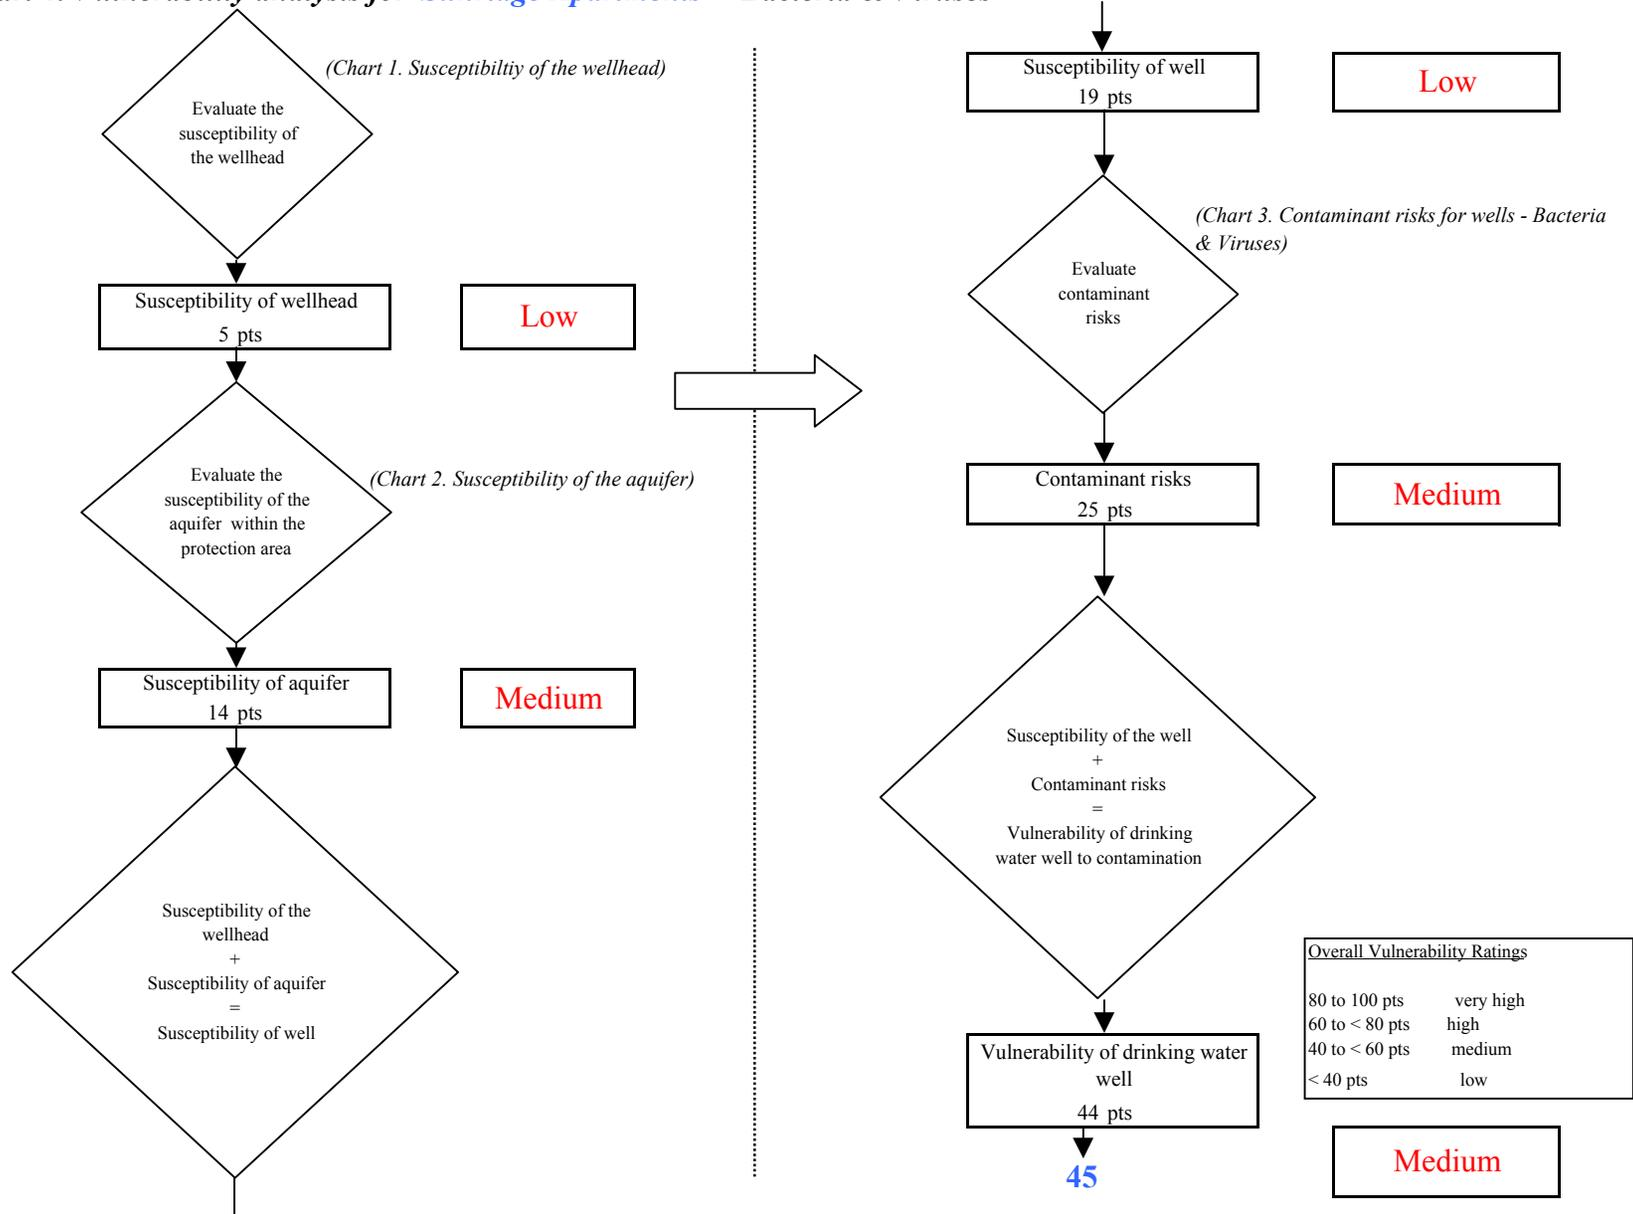 analysis for Apartments - Bacteria & Viruses
(Chart 1. Susceptibiltiy of the wellhead)
Evaluate the
susceptibility of
the wellhead
Susceptibility of wellhead
5 pts
Low
Evaluate the
susceptibility of the
aquifer within the
protection area
(Chart 2. Susceptibility of the aquifer)
Susceptibility of aquifer
14 pts
Medium
Susceptibility of the
wellhead
+
Susceptibility of aquifer
=
Susceptibility of well
Susceptibility of well
19 pts
Low
(Chart 3. Contaminant risks for wells - Bacteria
& Viruses)
Evaluate
contaminant
risks
Contaminant risks
25 pts
Medium
Susceptibility of the well
+
Contaminant risks
=
Vulnerability of drinking
water well to contamination
Overall Vulnerability Ratings
80 to 100 pts very high
60 to < 80 pts high
40 to < 60 pts medium
< 40 pts low
Vulnerability of drinking water
well
44 pts
45
Medium